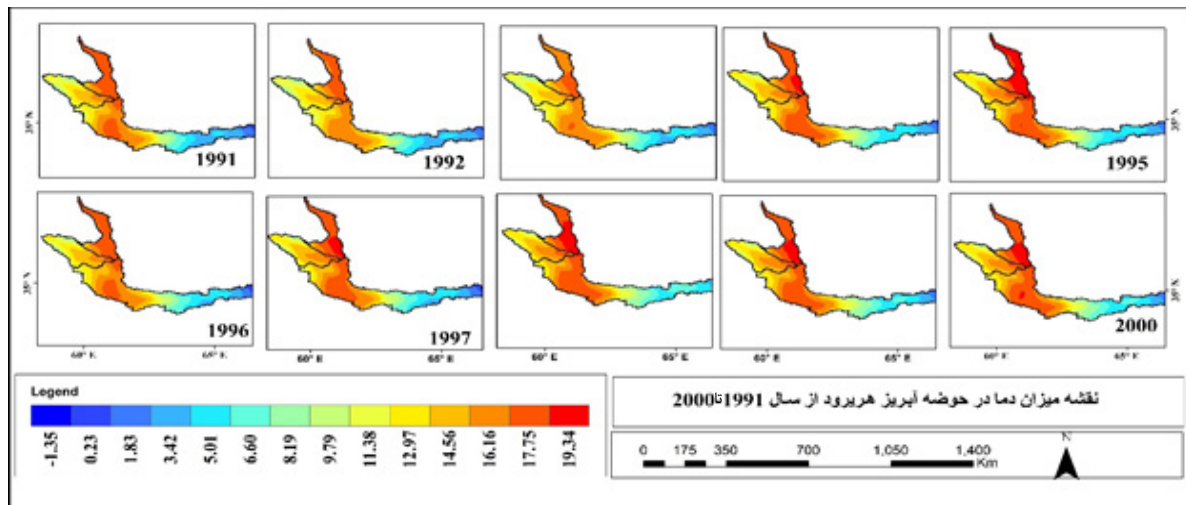 1991
1992
1995
35° N
35° N
1996
1997
2000
35° N
35° N
60° E
65° E
60° E
65° E
60° E
65° E
60° E
65° E
60° E
65° E
Legend
-1.35
0.23
1.83
3.42
5.01
6.60
8.19
9.79
11.38
12.97
14.56
16.16
17.75
19.34
نقشه میزان دما در حوضه آبریز هریرود از سال 1991تا2000
0 175 350 700 1,050 1,400
Km
N